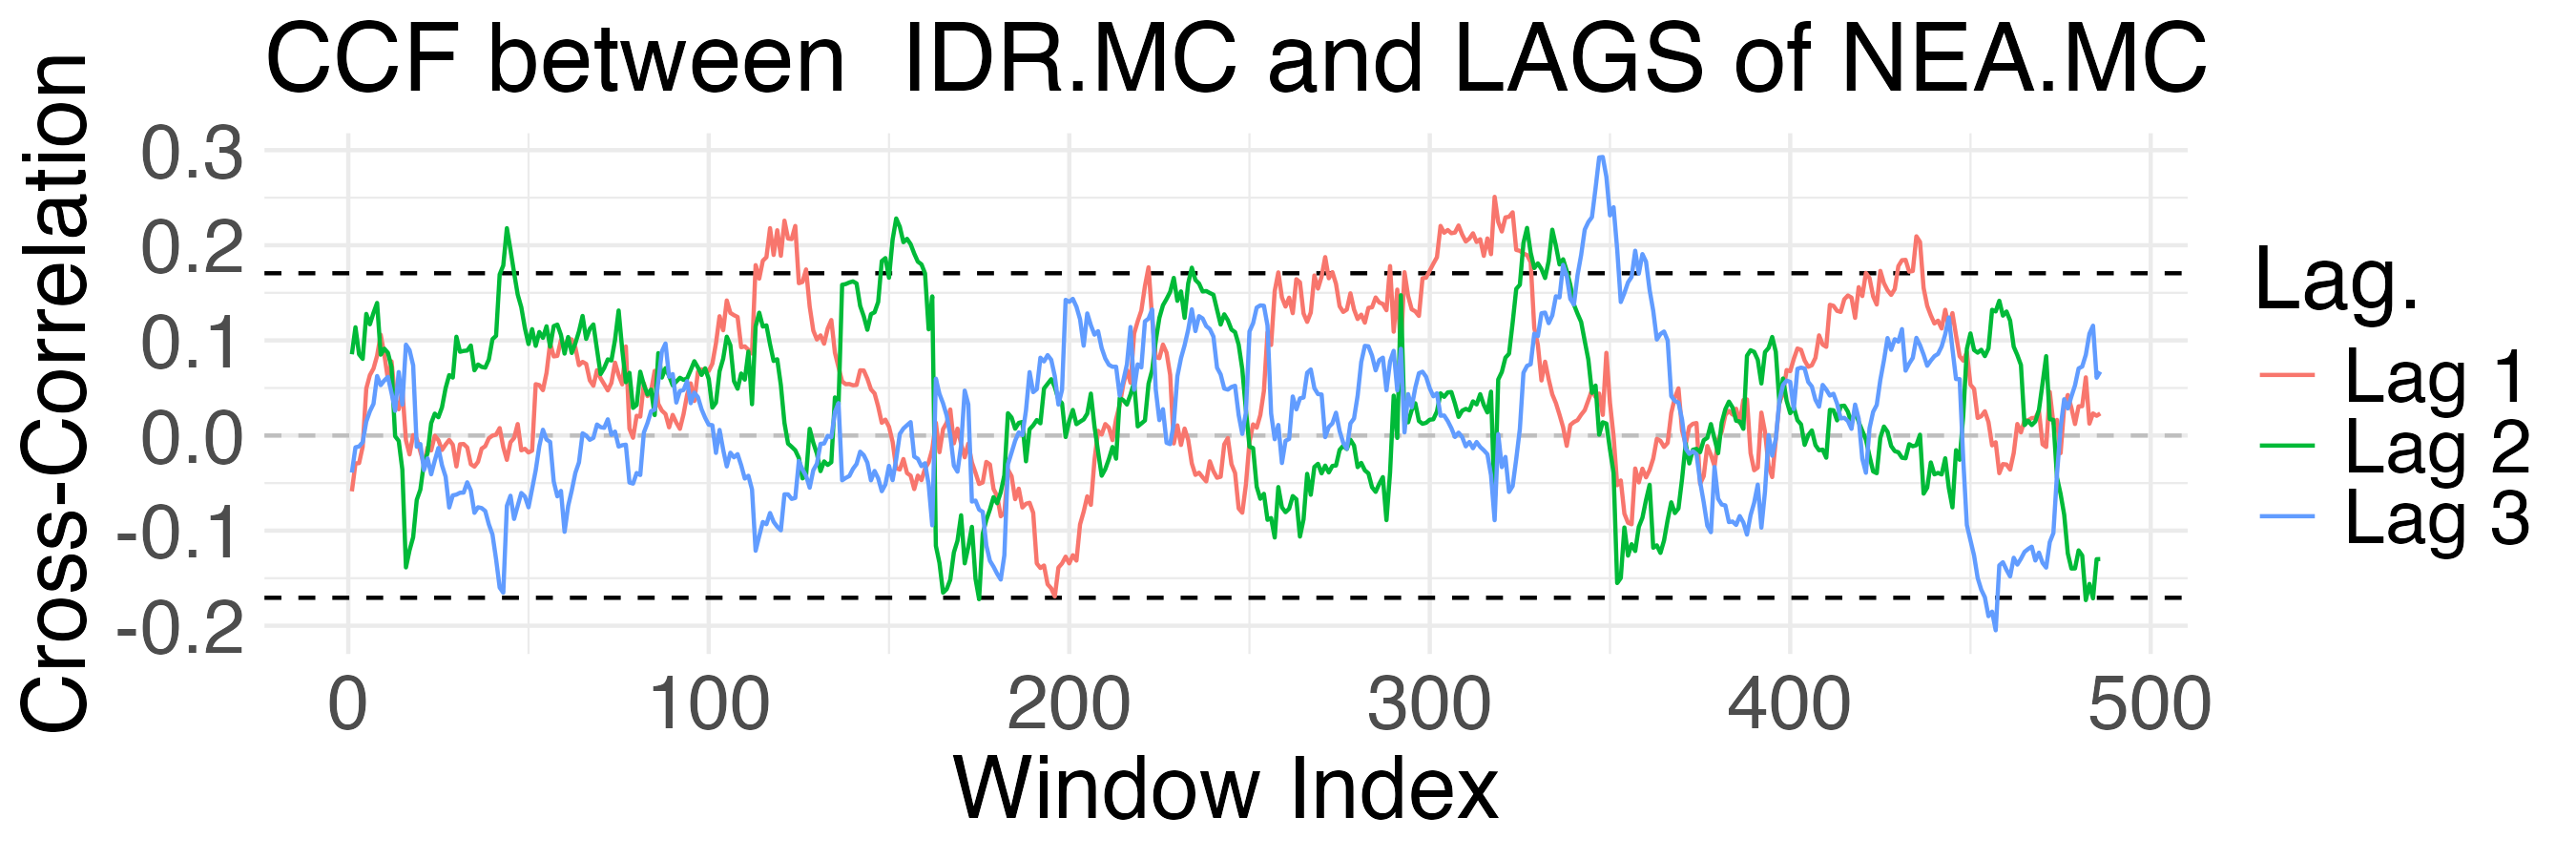 CCF between  IDR.MC and LAGS of NEA.MC
Cross-Correlation
0.3
0.2
0.1
0.0
-0.1
-0.2
0 100 200 300 400 500
Window Index
Lag.
Lag 1
Lag 2
Lag 3